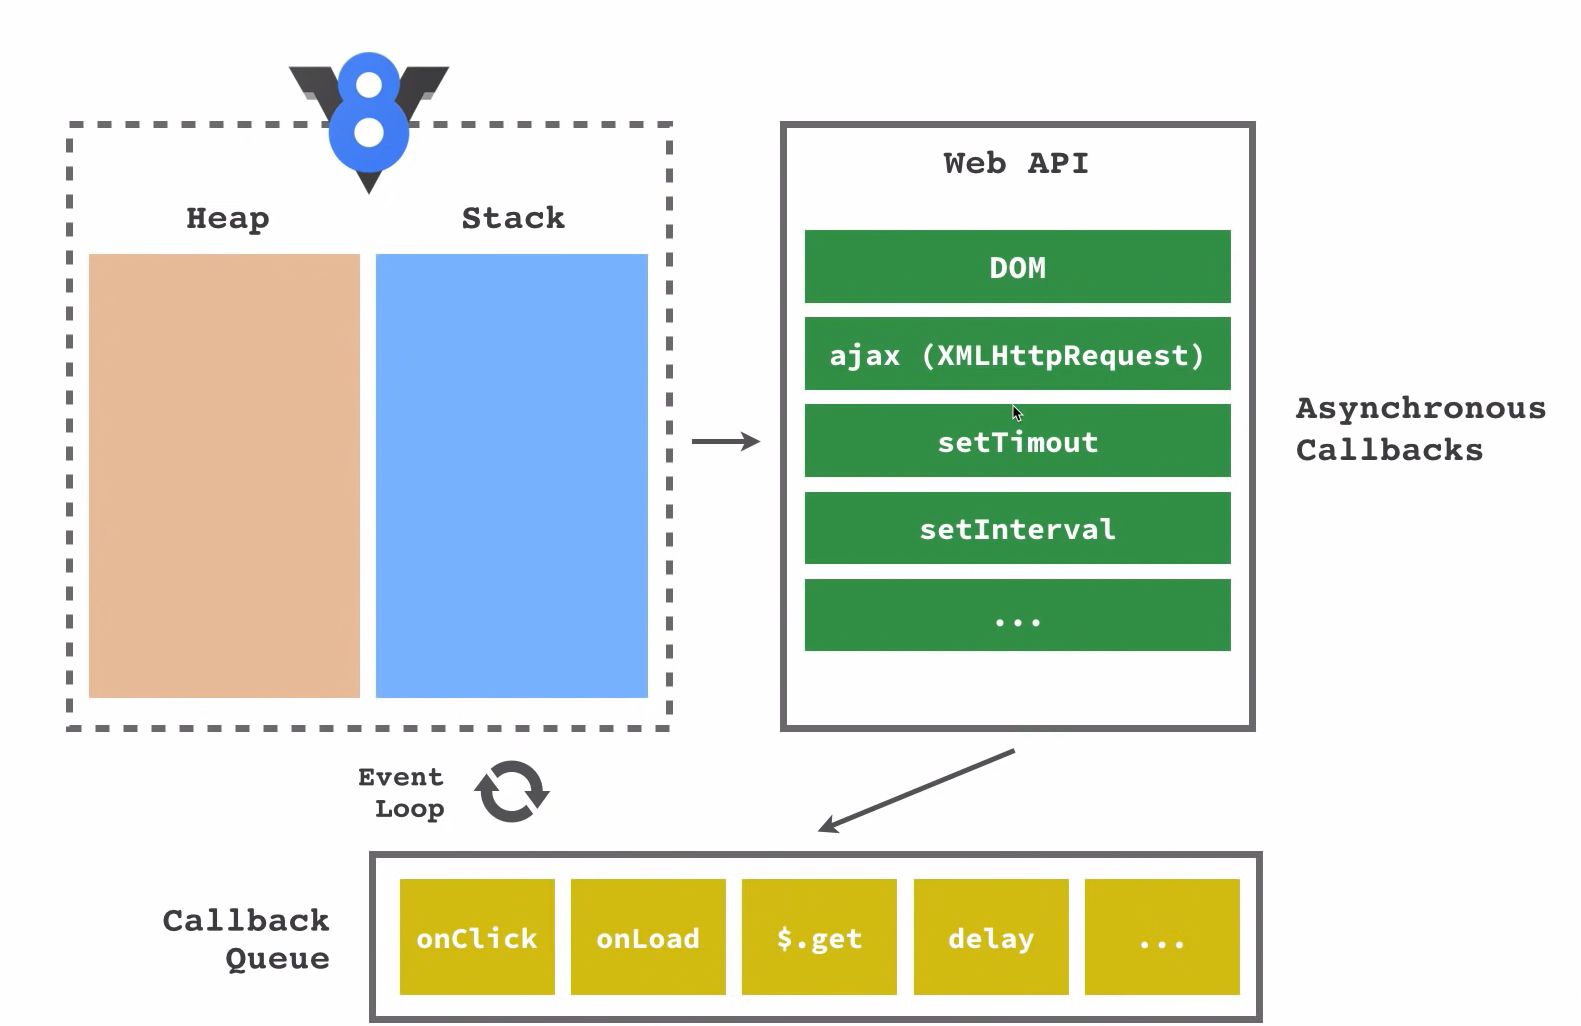 8
Heap
Stack
Web API
DOM
ajax (XMLHttpRequest)
setTimout
setInterval
...
Asynchronous
Callbacks
Event
Loop
Callback
Queue
onClick
onLoad
$.get
delay
...